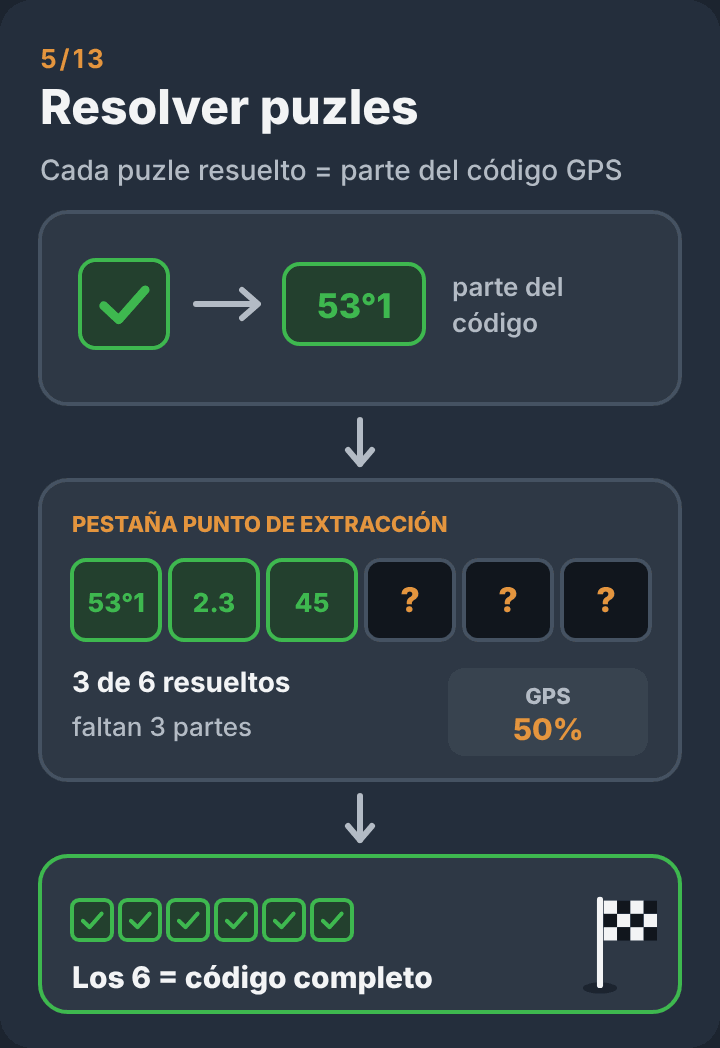 5/13
Resolver puzles
Cada puzle resuelto = parte del código GPS
53°1
parte del
código
PESTAÑA PUNTO DE EXTRACCIÓN
53°1 2.3 45 ? ? ?
3 de 6 resueltos
faltan 3 partes
GPS
50%
Los 6 = código completo